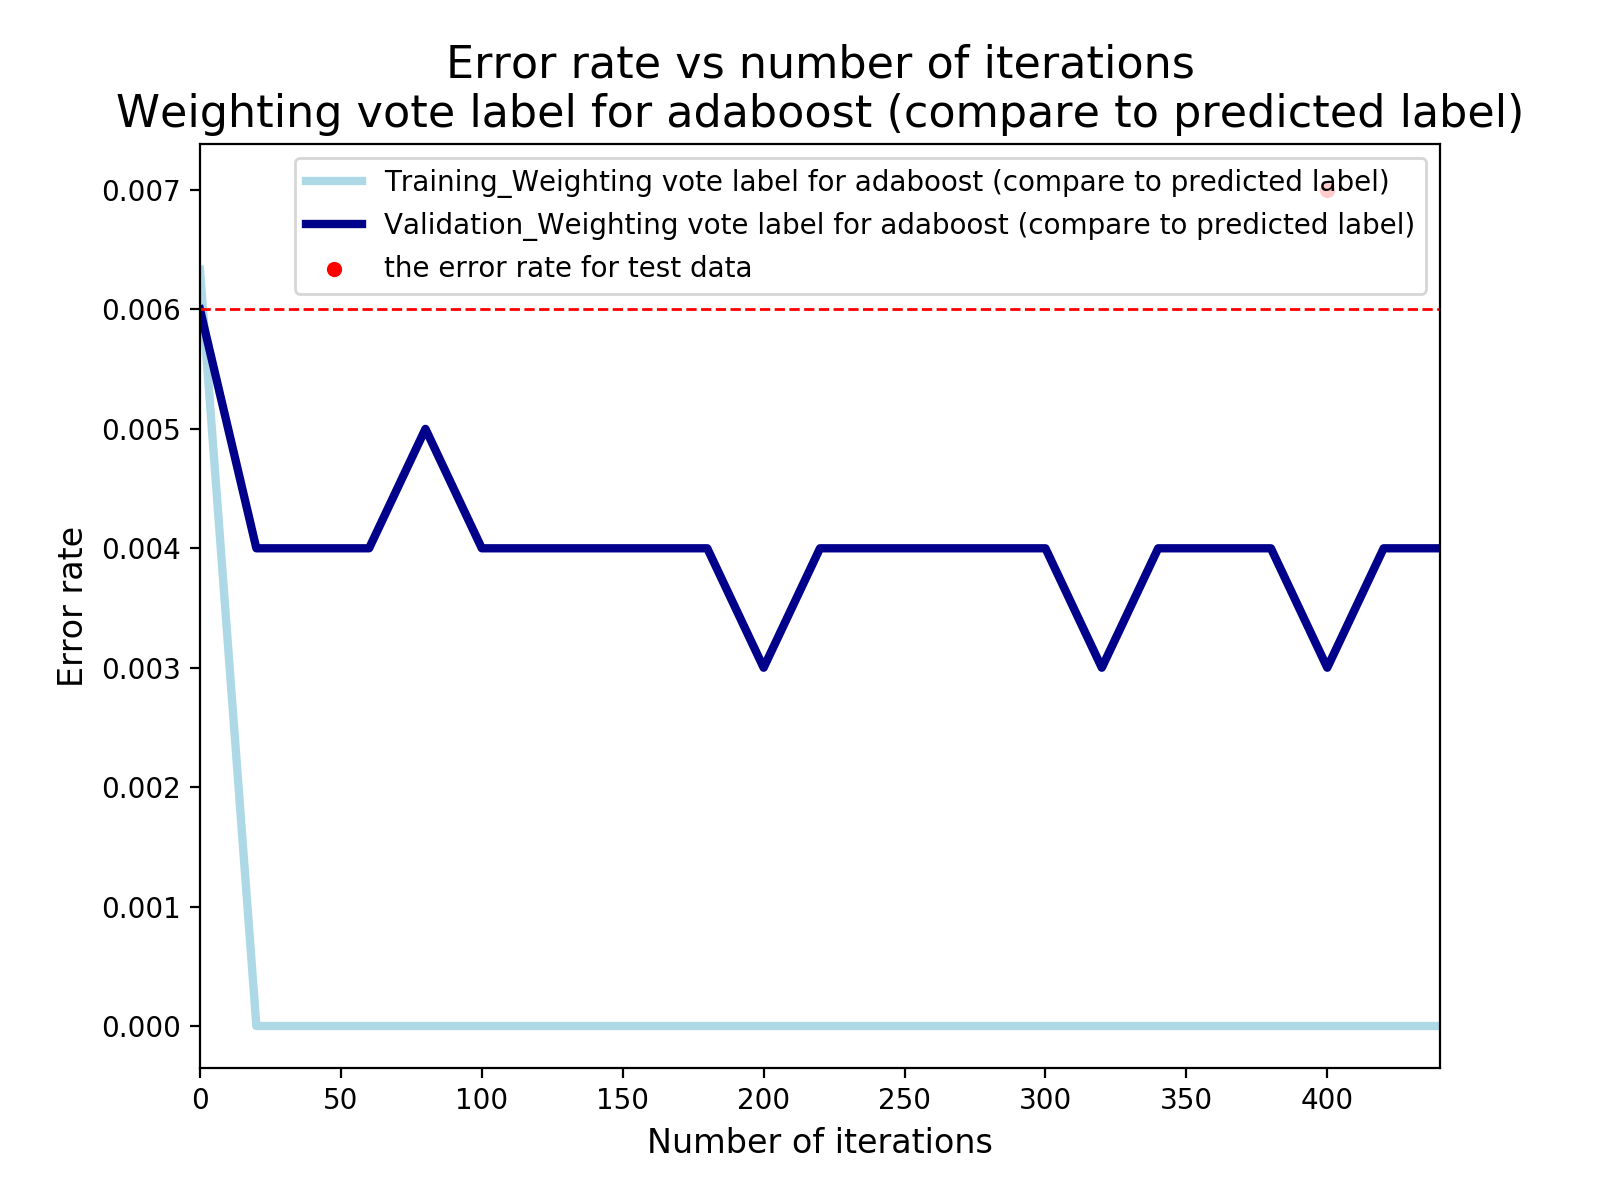 Error rate vs number of iterations
Weighting vote label for adaboost (compare to predicted label)
Training_Weighting vote label for adaboost (compare to predicted label)
Validation_Weighting vote label for adaboost (compare to predicted label)
the error rate for test data
0.007
0.006
0.005
0.004
0.003
0.002
0.001
0.000
Error rate
0 50 100 150 200 250 300 350 400
Number of iterations